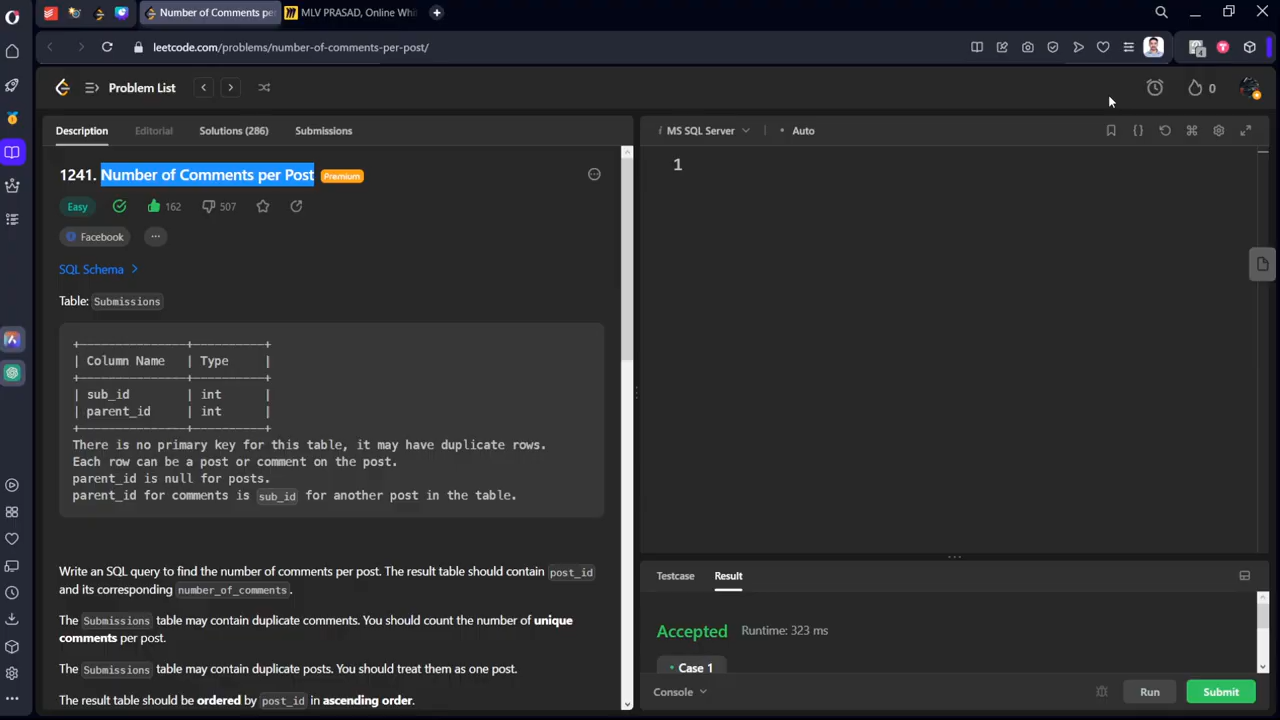 Number of Comments per
MLV PRASAD, Online Whi
leetcode.com/problems/number-of-comments-per-post/
Problem List
0
Description
Editorial
Solutions (286)
Submissions
1241. Number of Comments per Post
Premium
Easy
162
507
Facebook
SQL Schema
Table: Submissions
+---------------+----------+
| Column Name | Type |
+---------------+----------+
| sub_id | int |
| parent_id | int |
+---------------+----------+
There is no primary key for this table, it may have duplicate rows.
Each row can be a post or comment on the post.
parent_id is null for posts.
parent_id for comments is sub_id for another post in the table.
Write an SQL query to find the number of comments per post. The result table should contain post_id
and its corresponding number_of_comments.
The Submissions table may contain duplicate comments. You should count the number of unique
comments per post.
The Submissions table may contain duplicate posts. You should treat them as one post.
The result table should be ordered by post_id in ascending order.
i MS SQL Server
• Auto
1
Testcase
Result
Accepted
Runtime: 323 ms
• Case 1
Console
Run
Submit